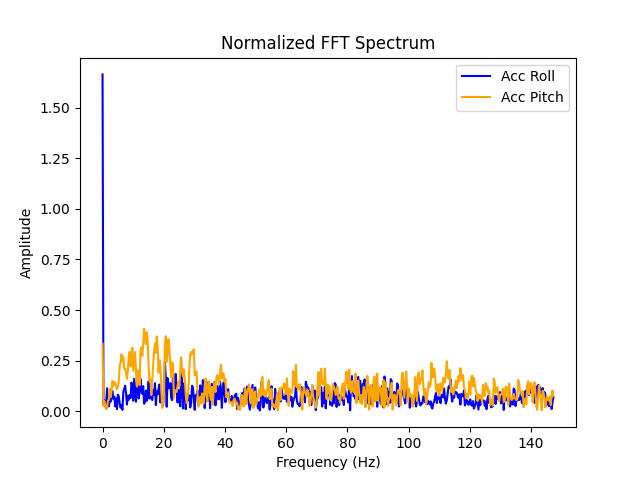 Normalized FFT Spectrum
Acc Roll
Acc Pitch
1.50
1.25
1.00
0.75
0.50
0.25
0.00
Amplitude
0 20 40 60 80 100 120 140
Frequency (Hz)